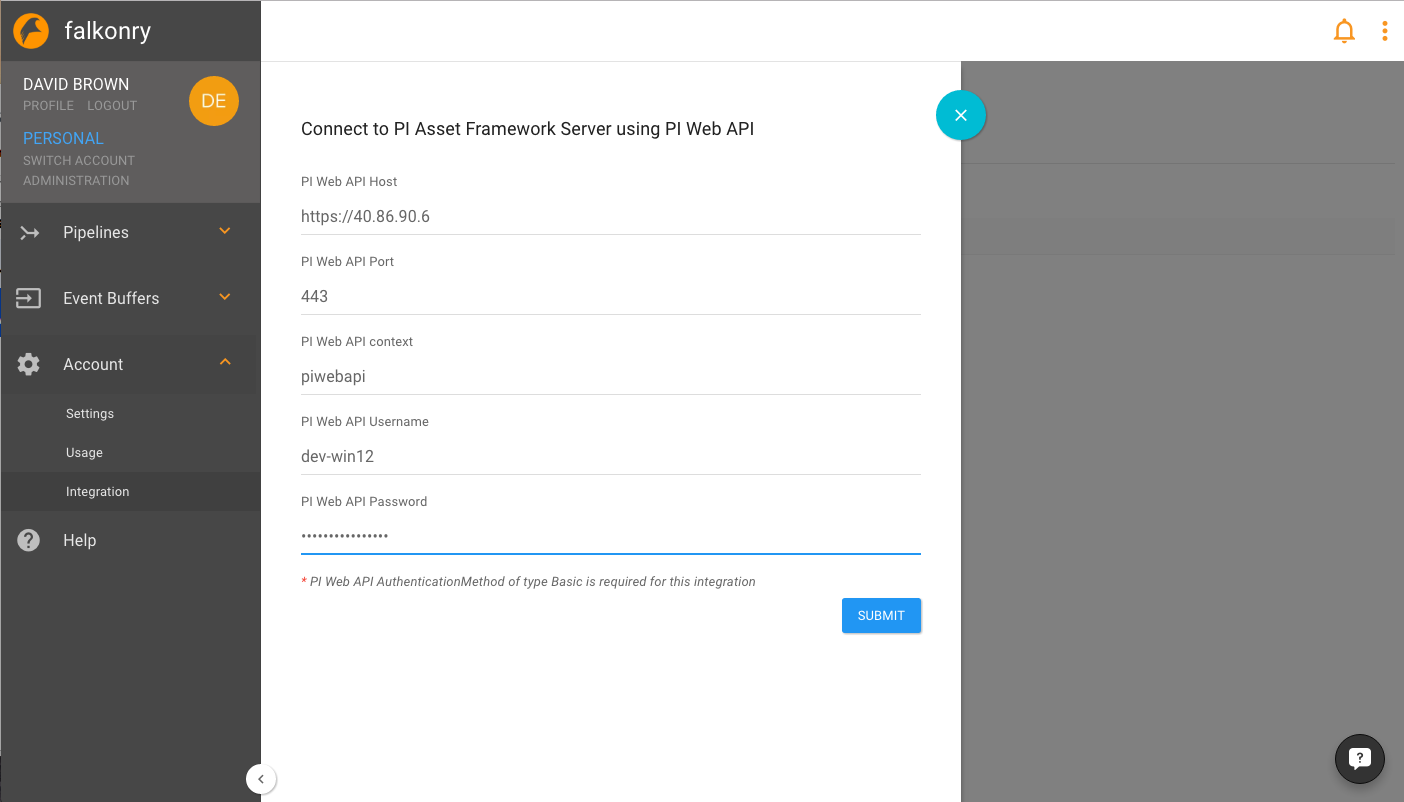 falkonry
DAVID BROWN
PROFILE LOGOUT
DE
PERSONAL
SWITCH ACCOUNT
ADMINISTRATION
Pipelines
Event Buffers
Account
Settings
Usage
Integration
Help
Connect to PI Asset Framework Server using PI Web API
PI Web API Host
https://40.86.90.6
PI Web API Port
443
PI Web API context
piwebapi
PI Web API Username
dev-win12
PI Web API Password
••••••••••••••••
* PI Web API AuthenticationMethod of type Basic is required for this integration
SUBMIT
?